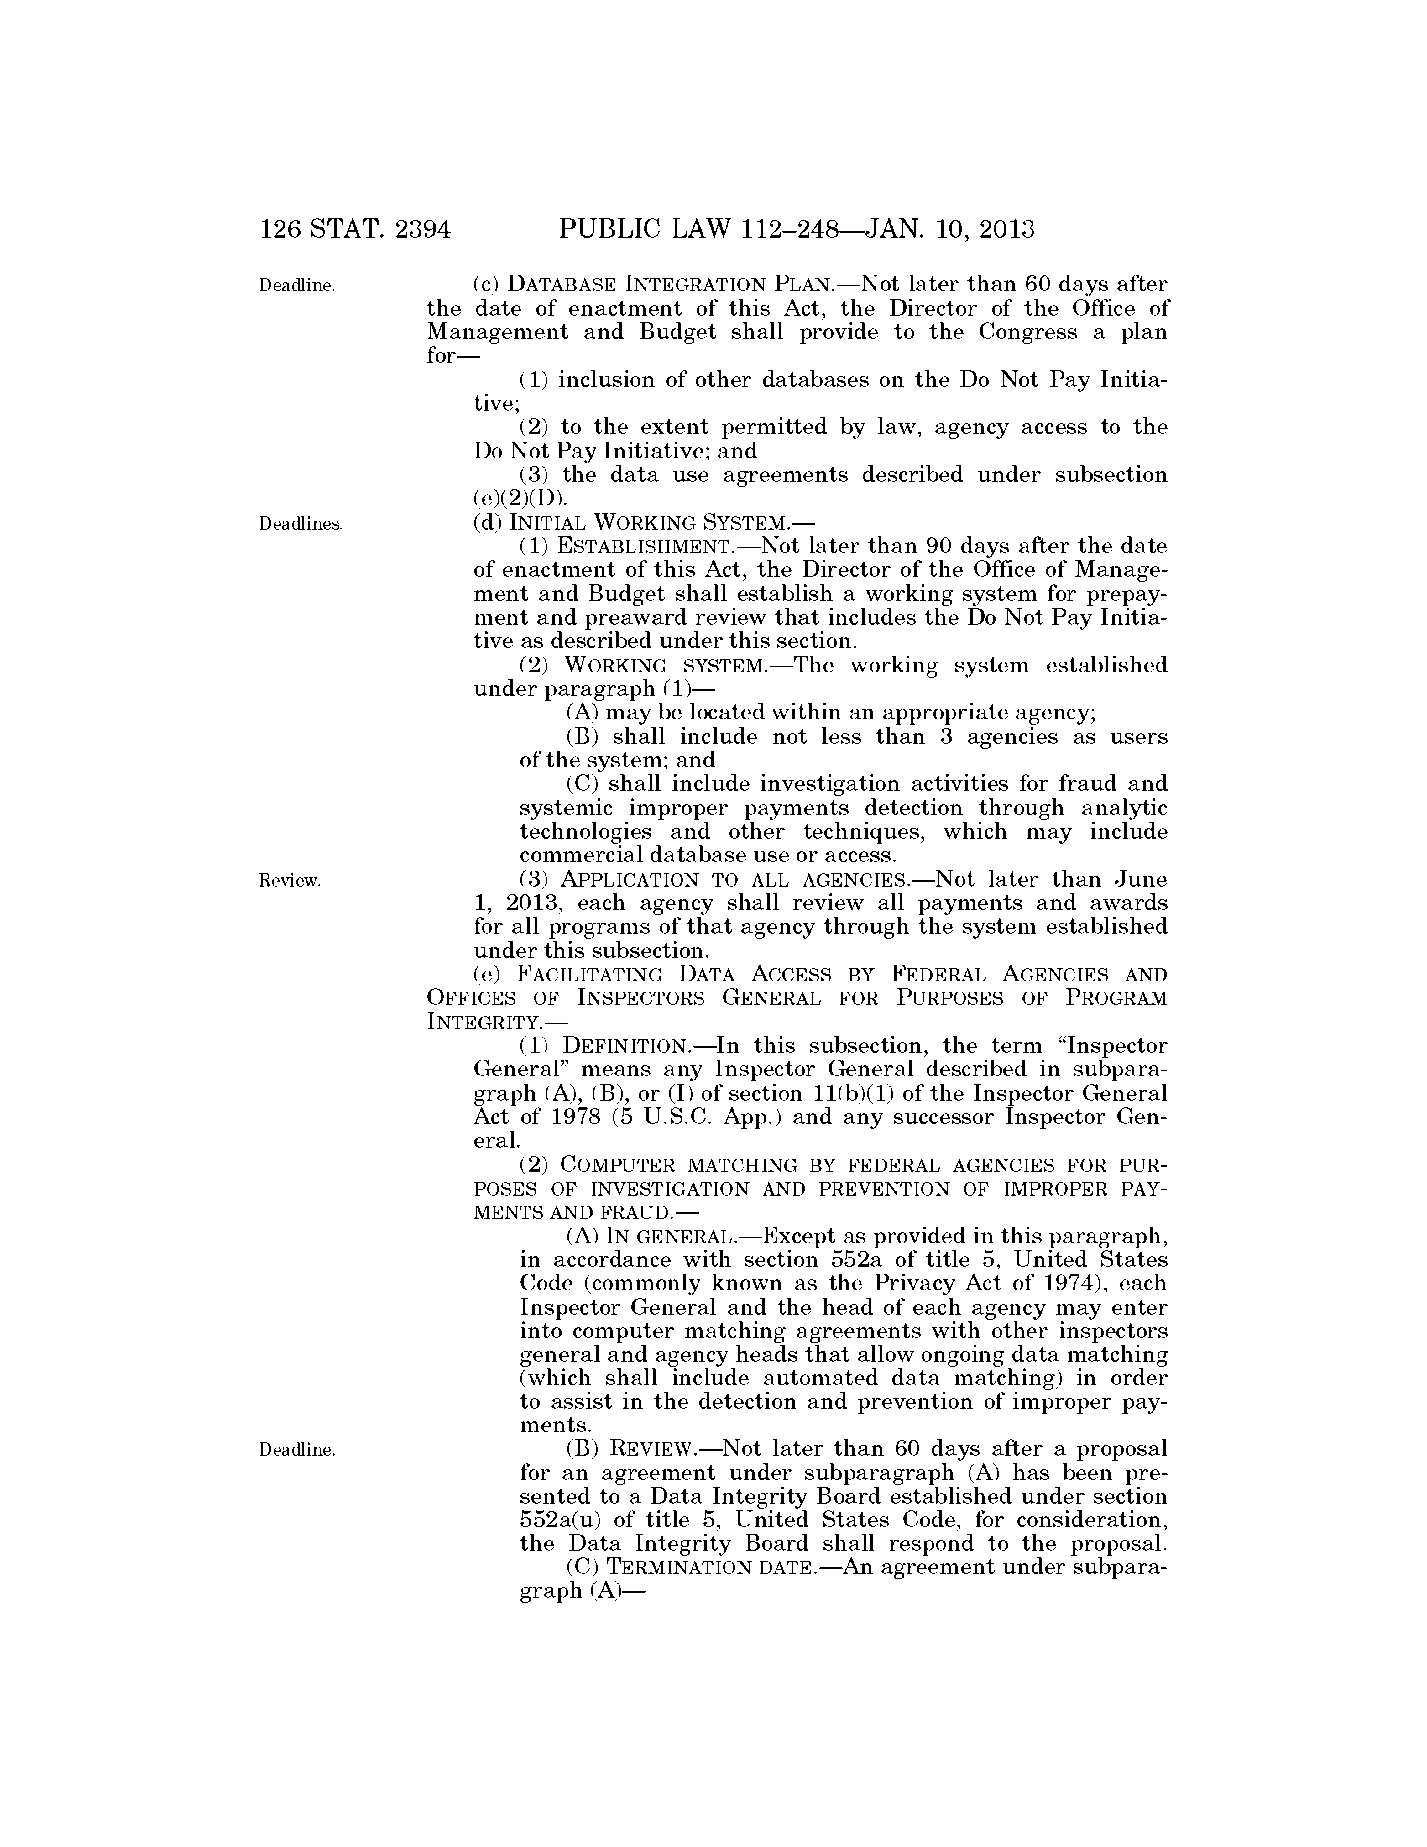 126 STAT. 2394 PUBLIC LAW 112–248—JAN. 10, 2013
Deadline. (c) DATABASE INTEGRATION PLAN.—Not later than 60 days after
the date of enactment of this Act, the Director of the Office of
Management and Budget shall provide to the Congress a plan
for—
(1) inclusion of other databases on the Do Not Pay Initia-
tive;
(2) to the extent permitted by law, agency access to the
Do Not Pay Initiative; and
(3) the data use agreements described under subsection
(e)(2)(D).
Deadlines. (d) INITIAL WORKING SYSTEM.—
(1) ESTABLISHMENT.—Not later than 90 days after the date
of enactment of this Act, the Director of the Office of Manage-
ment and Budget shall establish a working system for prepay-
ment and preaward review that includes the Do Not Pay Initia-
tive as described under this section.
(2) WORKING SYSTEM.—The working system established
under paragraph (1)—
(A) may be located within an appropriate agency;
(B) shall include not less than 3 agencies as users
of the system; and
(C) shall include investigation activities for fraud and
systemic improper payments detection through analytic
technologies and other techniques, which may include
commercial database use or access.
Review. (3) APPLICATION TO ALL AGENCIES.—Not later than June
1, 2013, each agency shall review all payments and awards
for all programs of that agency through the system established
under this subsection.
(e) FACILITATING DATA ACCESS BY FEDERAL AGENCIES AND
OFFICES OF INSPECTORS GENERAL FOR PURPOSES OF PROGRAM
INTEGRITY.—
(1) DEFINITION.—In this subsection, the term “Inspector
General” means any Inspector General described in subpara-
graph (A), (B), or (I) of section 11(b)(1) of the Inspector General
Act of 1978 (5 U.S.C. App.) and any successor Inspector Gen-
eral.
(2) COMPUTER MATCHING BY FEDERAL AGENCIES FOR PUR-
POSES OF INVESTIGATION AND PREVENTION OF IMPROPER PAY-
MENTS AND FRAUD.—
(A) IN GENERAL.—Except as provided in this paragraph,
in accordance with section 552a of title 5, United States
Code (commonly known as the Privacy Act of 1974), each
Inspector General and the head of each agency may enter
into computer matching agreements with other inspectors
general and agency heads that allow ongoing data matching
(which shall include automated data matching) in order
to assist in the detection and prevention of improper pay-
ments.
Deadline. (B) REVIEW.—Not later than 60 days after a proposal
for an agreement under subparagraph (A) has been pre-
sented to a Data Integrity Board established under section
552a(u) of title 5, United States Code, for consideration,
the Data Integrity Board shall respond to the proposal.
(C) TERMINATION DATE.—An agreement under subpara-
graph (A)—